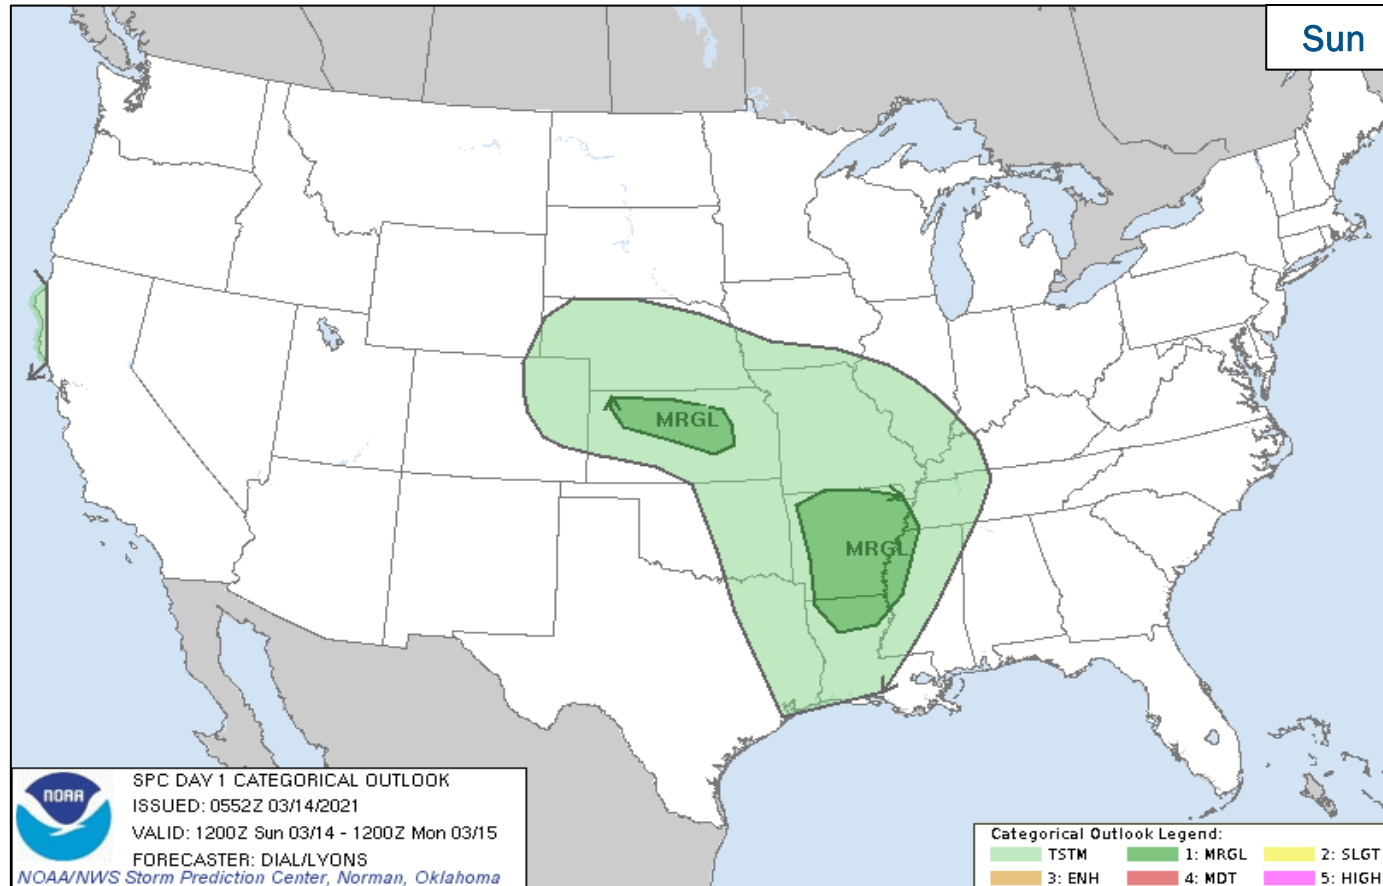 Sun
MRGL
MRGL
NOAA
SPC DAY 1 CATEGORICAL OUTLOOK
ISSUED: 0552Z 03/14/2021
VALID: 1200Z Sun 03/14 - 1200Z Mon 03/15
FORECASTER: DIAL/LYONS
NOAA/NWS Storm Prediction Center, Norman, Oklahoma
Categorical Outlook Legend:
TSTM 1: MRGL 2: SLGT
3: ENH 4: MDT 5: HIGH